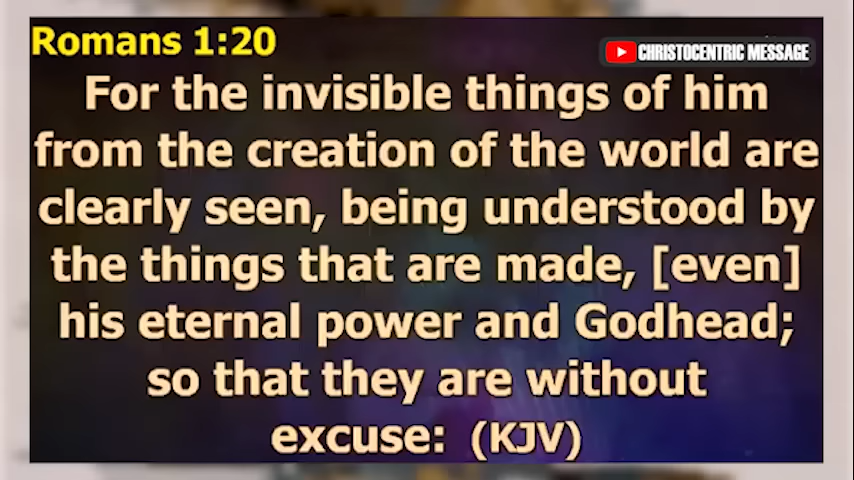 Romans 1:20
CHRISTOCENTRIC MESSAGE
For the invisible things of him
from the creation of the world are
clearly seen, being understood by
the things that are made, [even]
his eternal power and Godhead;
so that they are without
excuse: (KJV)